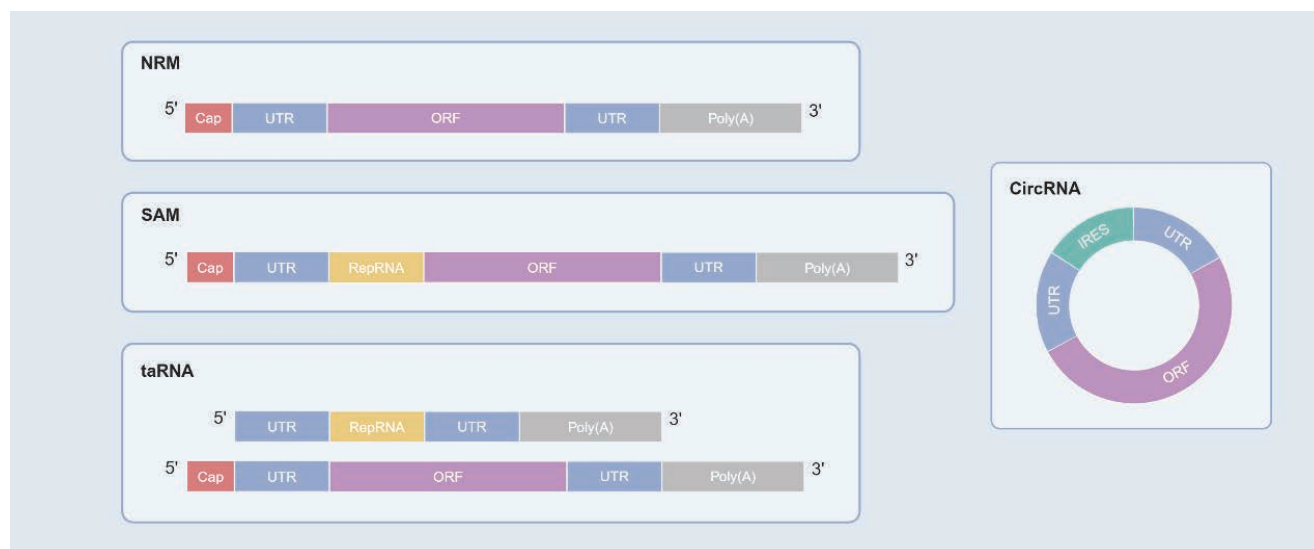 NRM
5' Cap UTR ORF UTR Poly(A) 3'
SAM
5' Cap UTR RepRNA ORF UTR Poly(A) 3'
taRNA
5' UTR RepRNA UTR Poly(A) 3'
5' Cap UTR ORF UTR Poly(A) 3'
CircRNA
IRES
UTR
UTR
ORF